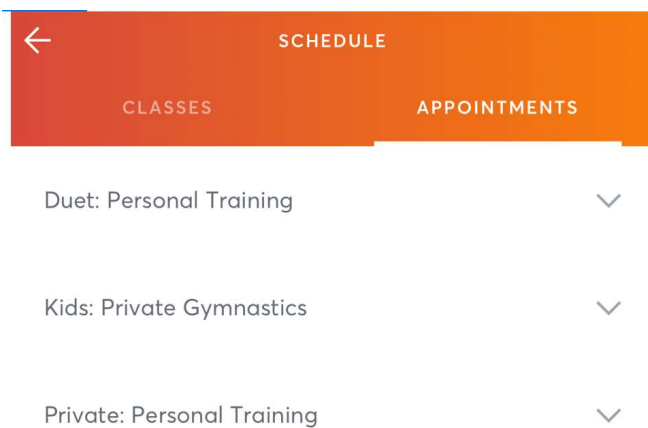 SCHEDULE
CLASSES
APPOINTMENTS
Duet: Personal Training
Kids: Private Gymnastics
Private: Personal Training